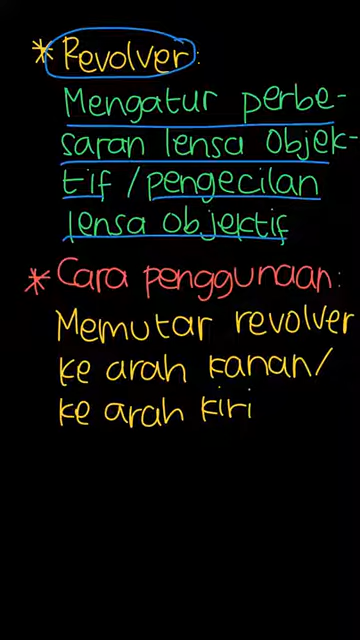 * Revolver:
Mengatur perbe-
saran lensa objek-
tif / pengecilan
lensa objektif
* Cara penggunaan:
Memutar revolver
ke arah kanan/
ke arah kiri